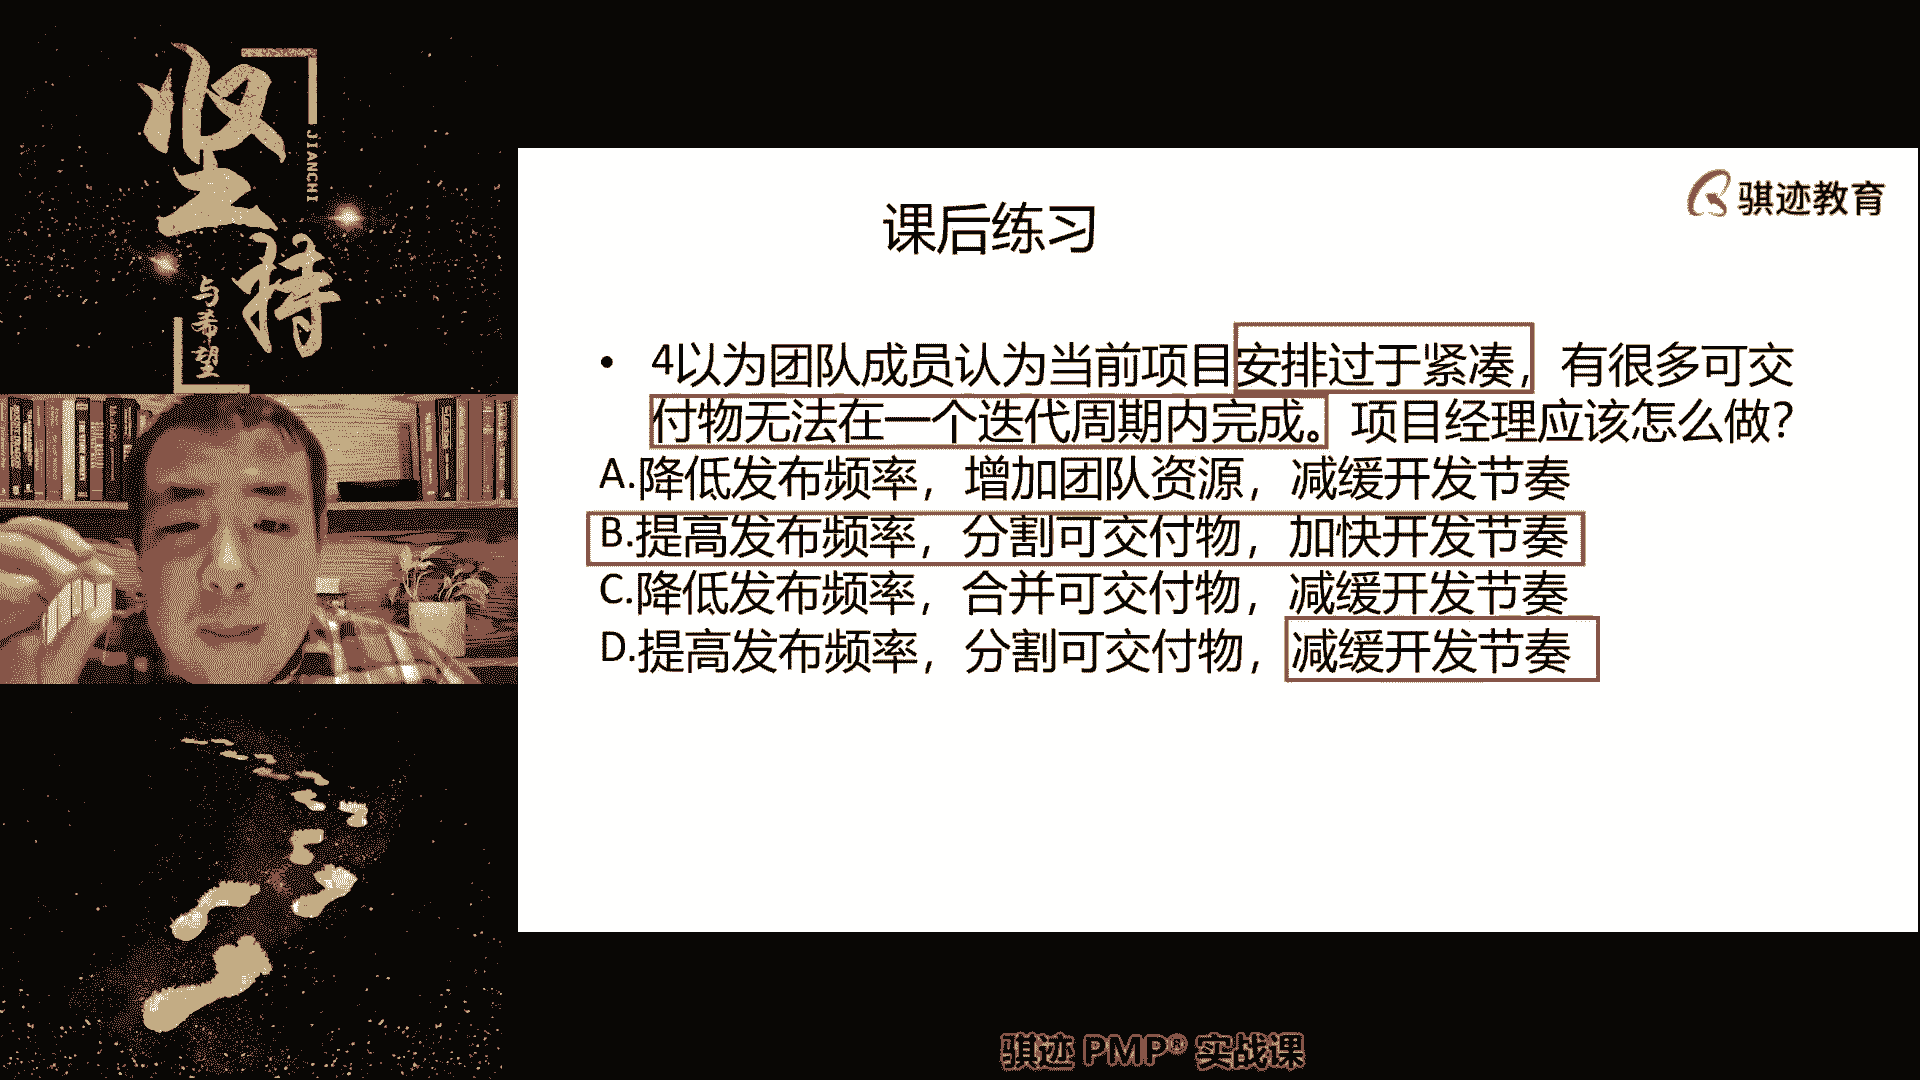 坚持
JIANCHI
与希望
骐迹教育
课后练习
• 4以为团队成员认为当前项目安排过于紧凑，有很多可交
付物无法在一个迭代周期内完成。项目经理应该怎么做？
A.降低发布频率，增加团队资源，减缓开发节奏
B.提高发布频率，分割可交付物，加快开发节奏
C.降低发布频率，合并可交付物，减缓开发节奏
D.提高发布频率，分割可交付物，减缓开发节奏
骐迹 PMP® 实战课